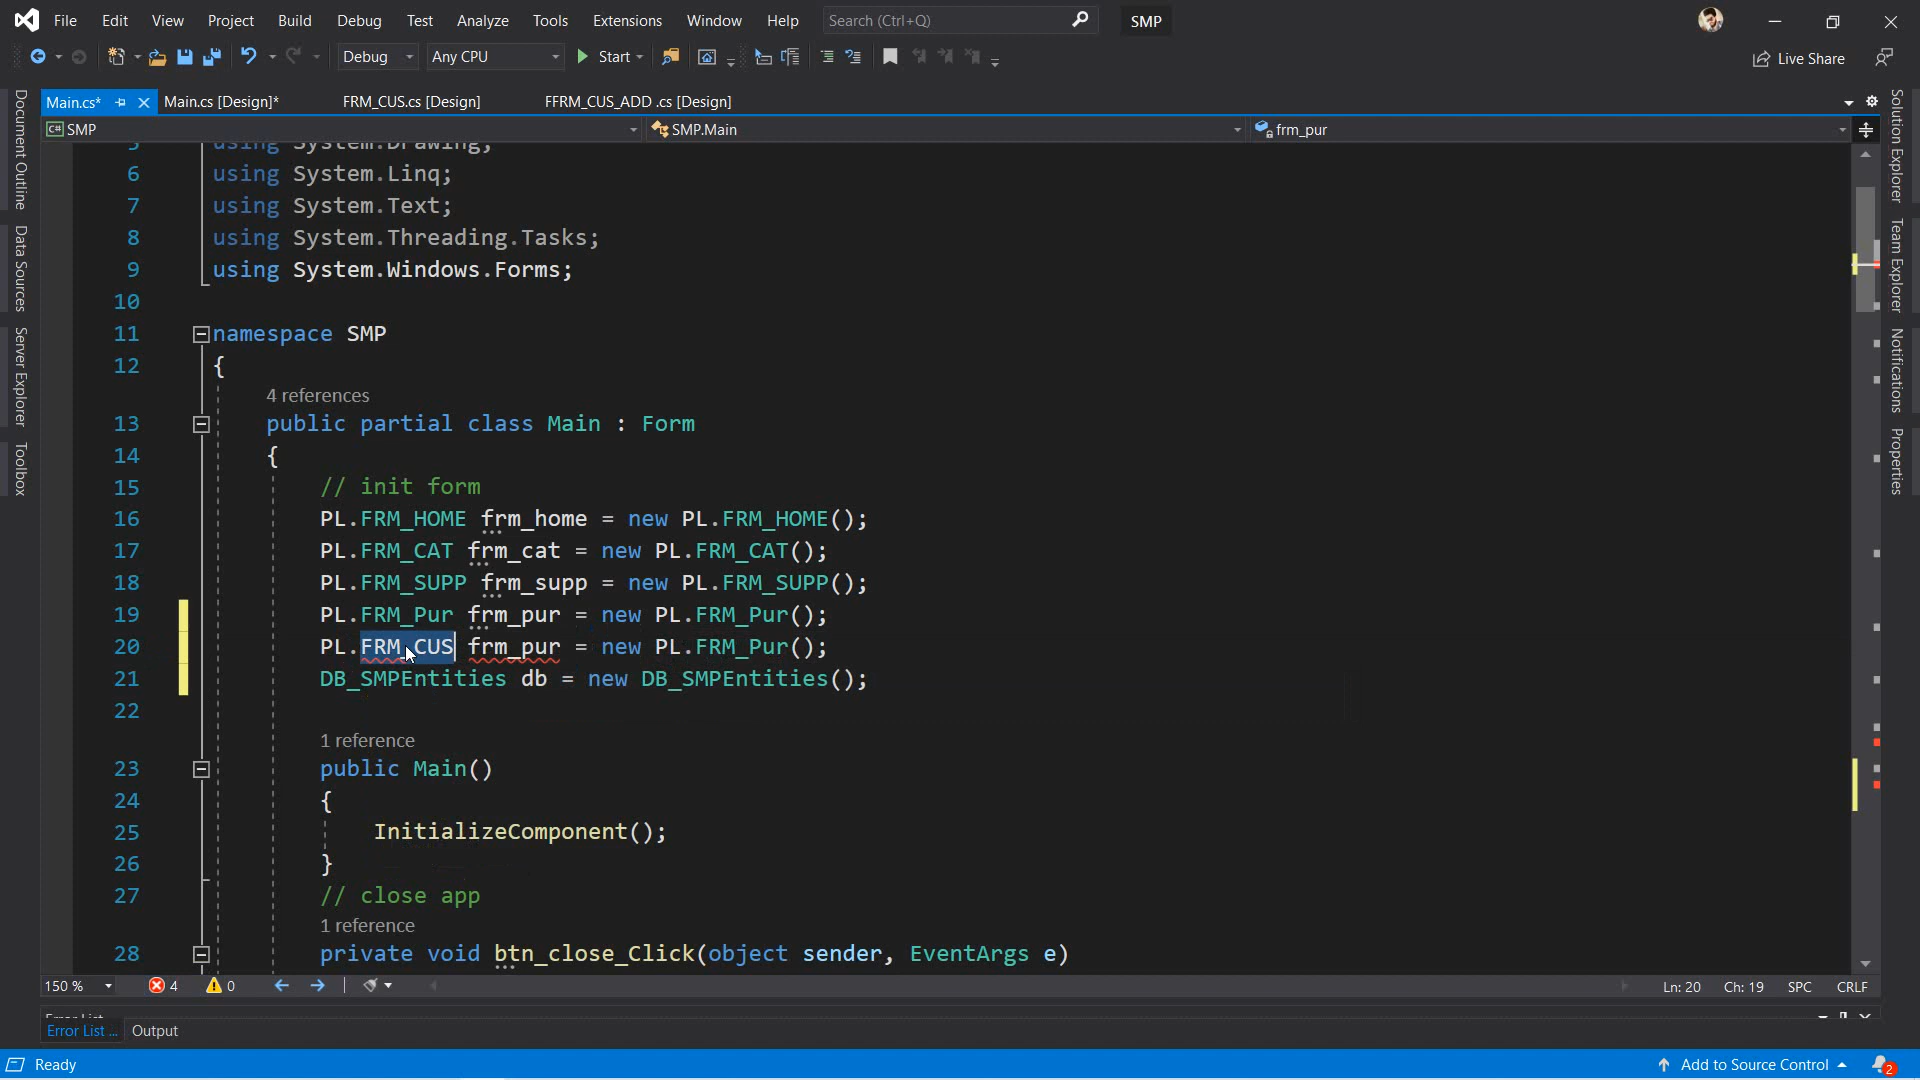 File Edit View Project Build Debug Test Analyze Tools Extensions Window Help Search (Ctrl+Q) SMP
Debug Any CPU Start Live Share
Main.cs* Main.cs [Design]* FRM_CUS.cs [Design] FFRM_CUS_ADD .cs [Design]
C# SMP SMP.Main frm_pur
Document Outline
Data Sources
Server Explorer
Toolbox
Solution Explorer
Team Explorer
Notifications
Properties
5 using System.Drawing;
6 using System.Linq;
7 using System.Text;
8 using System.Threading.Tasks;
9 using System.Windows.Forms;
10
11 namespace SMP
12 {
4 references
13 public partial class Main : Form
14 {
15 // init form
16 PL.FRM_HOME frm_home = new PL.FRM_HOME();
17 PL.FRM_CAT frm_cat = new PL.FRM_CAT();
18 PL.FRM_SUPP frm_supp = new PL.FRM_SUPP();
19 PL.FRM_Pur frm_pur = new PL.FRM_Pur();
20 PL.FRM_CUS frm_pur = new PL.FRM_Pur();
21 DB_SMPEntities db = new DB_SMPEntities();
22
1 reference
23 public Main()
24 {
25 InitializeComponent();
26 }
27 // close app
1 reference
28 private void btn_close_Click(object sender, EventArgs e)
150 % 4 0 Ln: 20 Ch: 19 SPC CRLF
Error List
Error List ... Output
Ready Add to Source Control 2